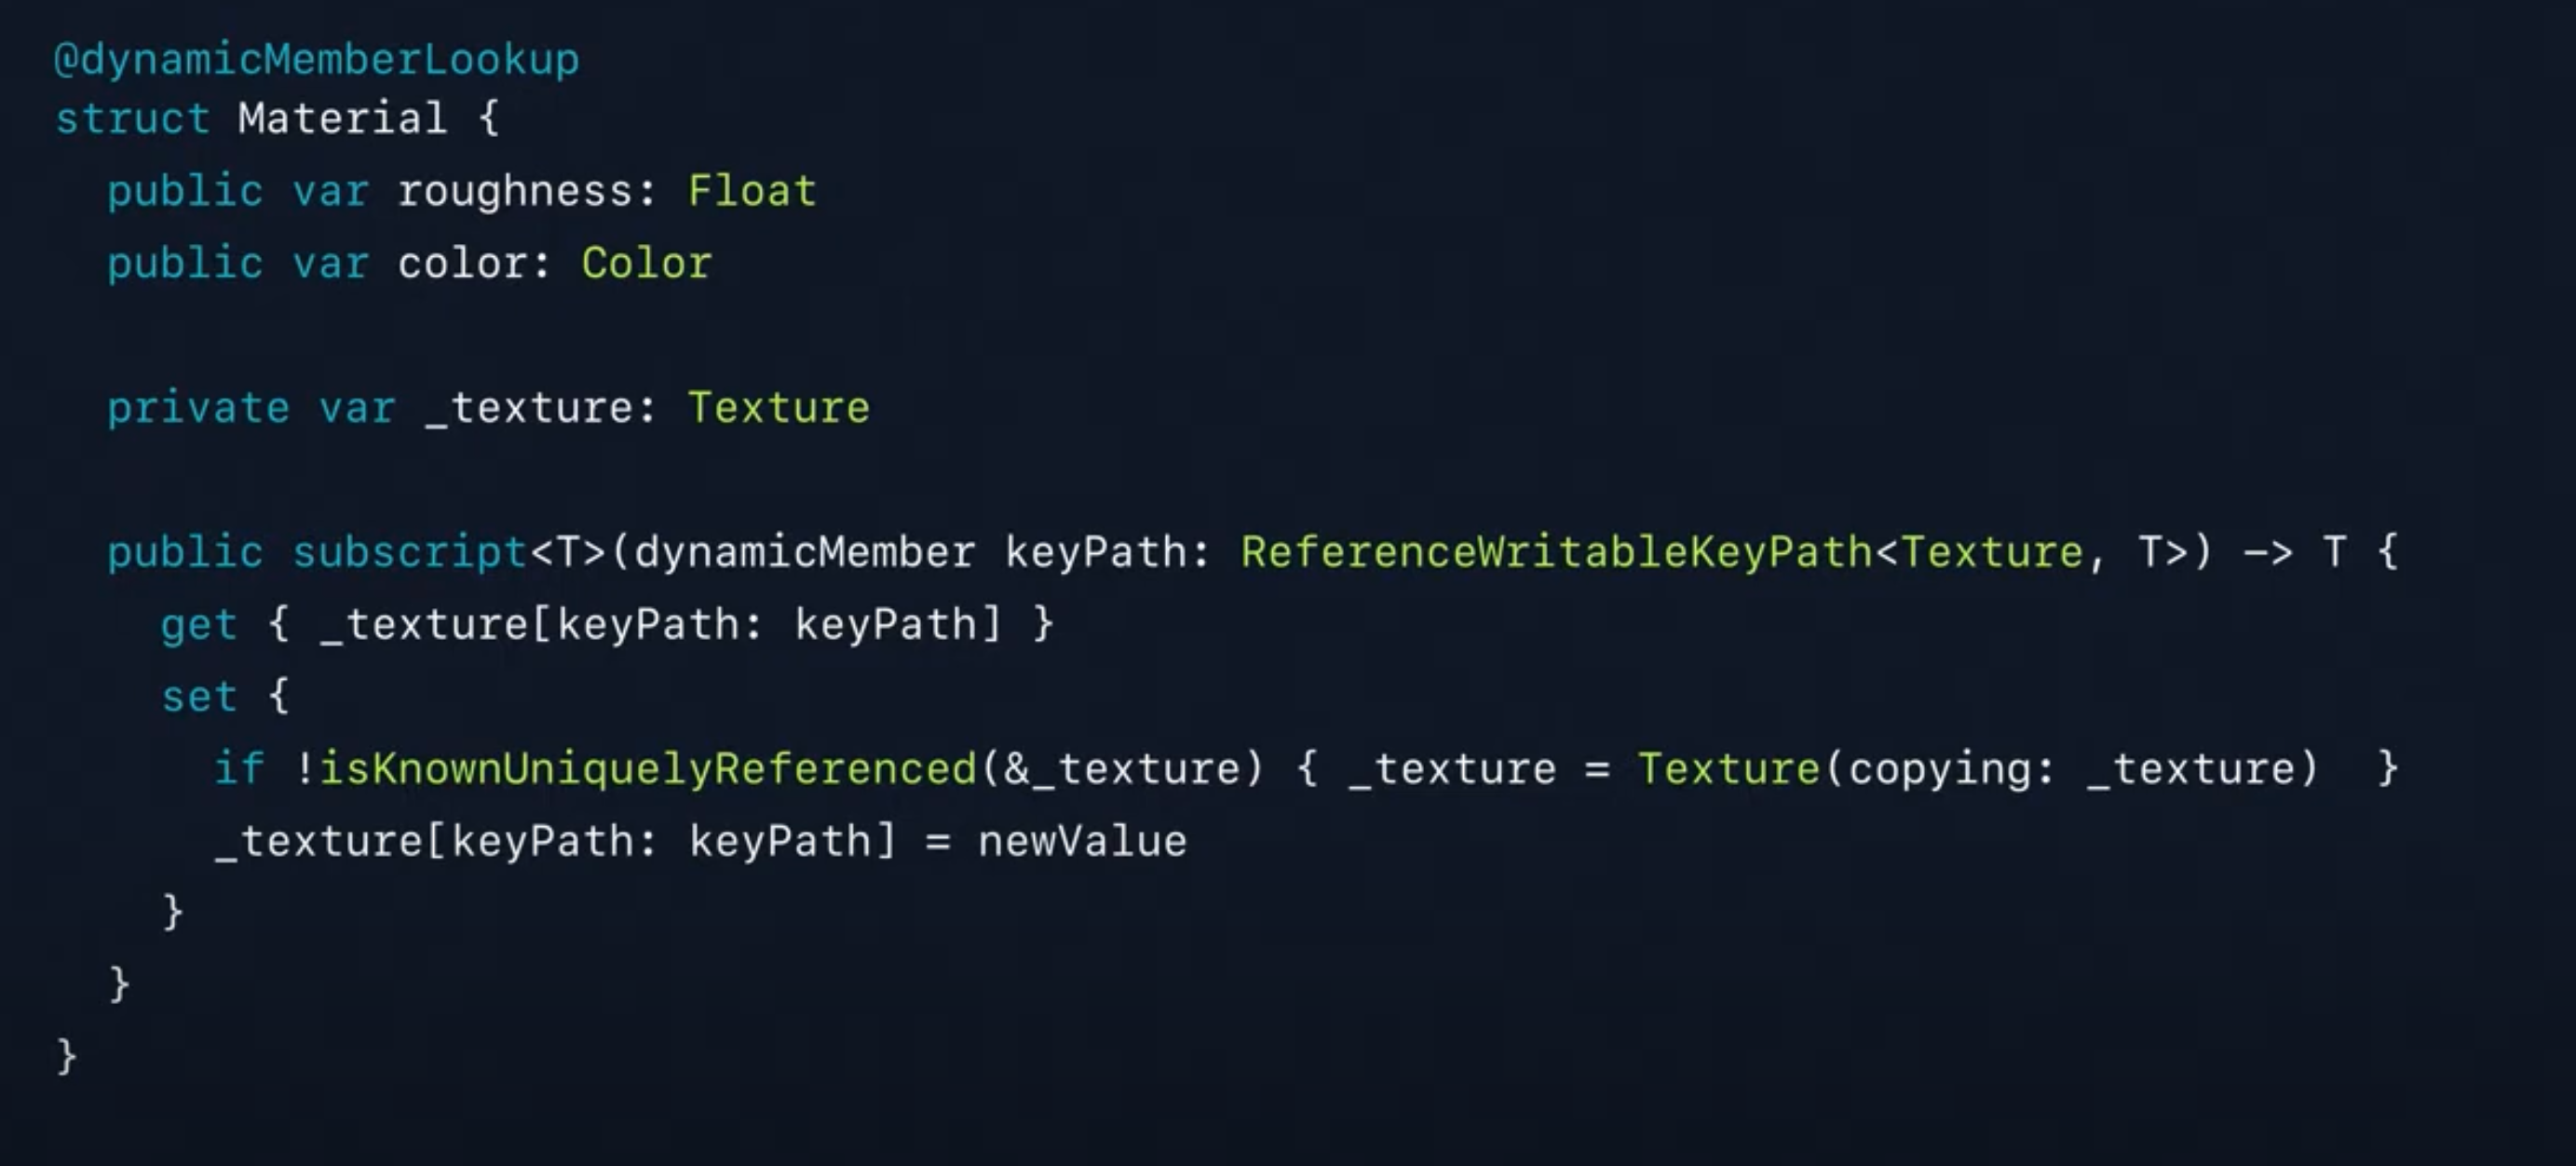 @dynamicMemberLookup
struct Material {
  public var roughness: Float
  public var color: Color

  private var _texture: Texture

  public subscript<T>(dynamicMember keyPath: ReferenceWritableKeyPath<Texture, T>) -> T {
    get { _texture[keyPath: keyPath] }
    set {
      if !isKnownUniquelyReferenced(&_texture) { _texture = Texture(copying: _texture)  }
      _texture[keyPath: keyPath] = newValue
    }
  }
}